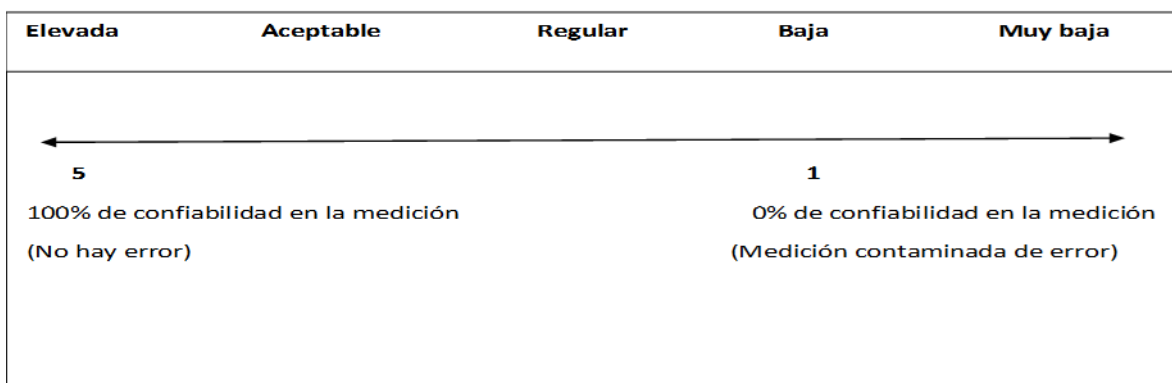 Elevada Aceptable Regular Baja Muy baja
5 1
100% de confiabilidad en la medición 0% de confiabilidad en la medición
(No hay error) (Medición contaminada de error)